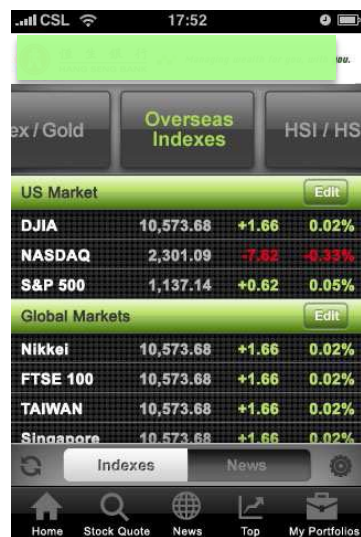 CSL 17:52
you.
ex / Gold
Overseas
Indexes
HSI / HS
US Market Edit
DJIA 10,573.68 +1.66 0.02%
NASDAQ 2,301.09 -7.62 -0.33%
S&P 500 1,137.14 +0.62 0.05%
Global Markets Edit
Nikkei 10,573.68 +1.66 0.02%
FTSE 100 10,573.68 +1.66 0.02%
TAIWAN 10,573.68 +1.66 0.02%
Singapore 10,573.68 +1.66 0.02%
Indexes News
Home Stock Quote News Top My Portfolios